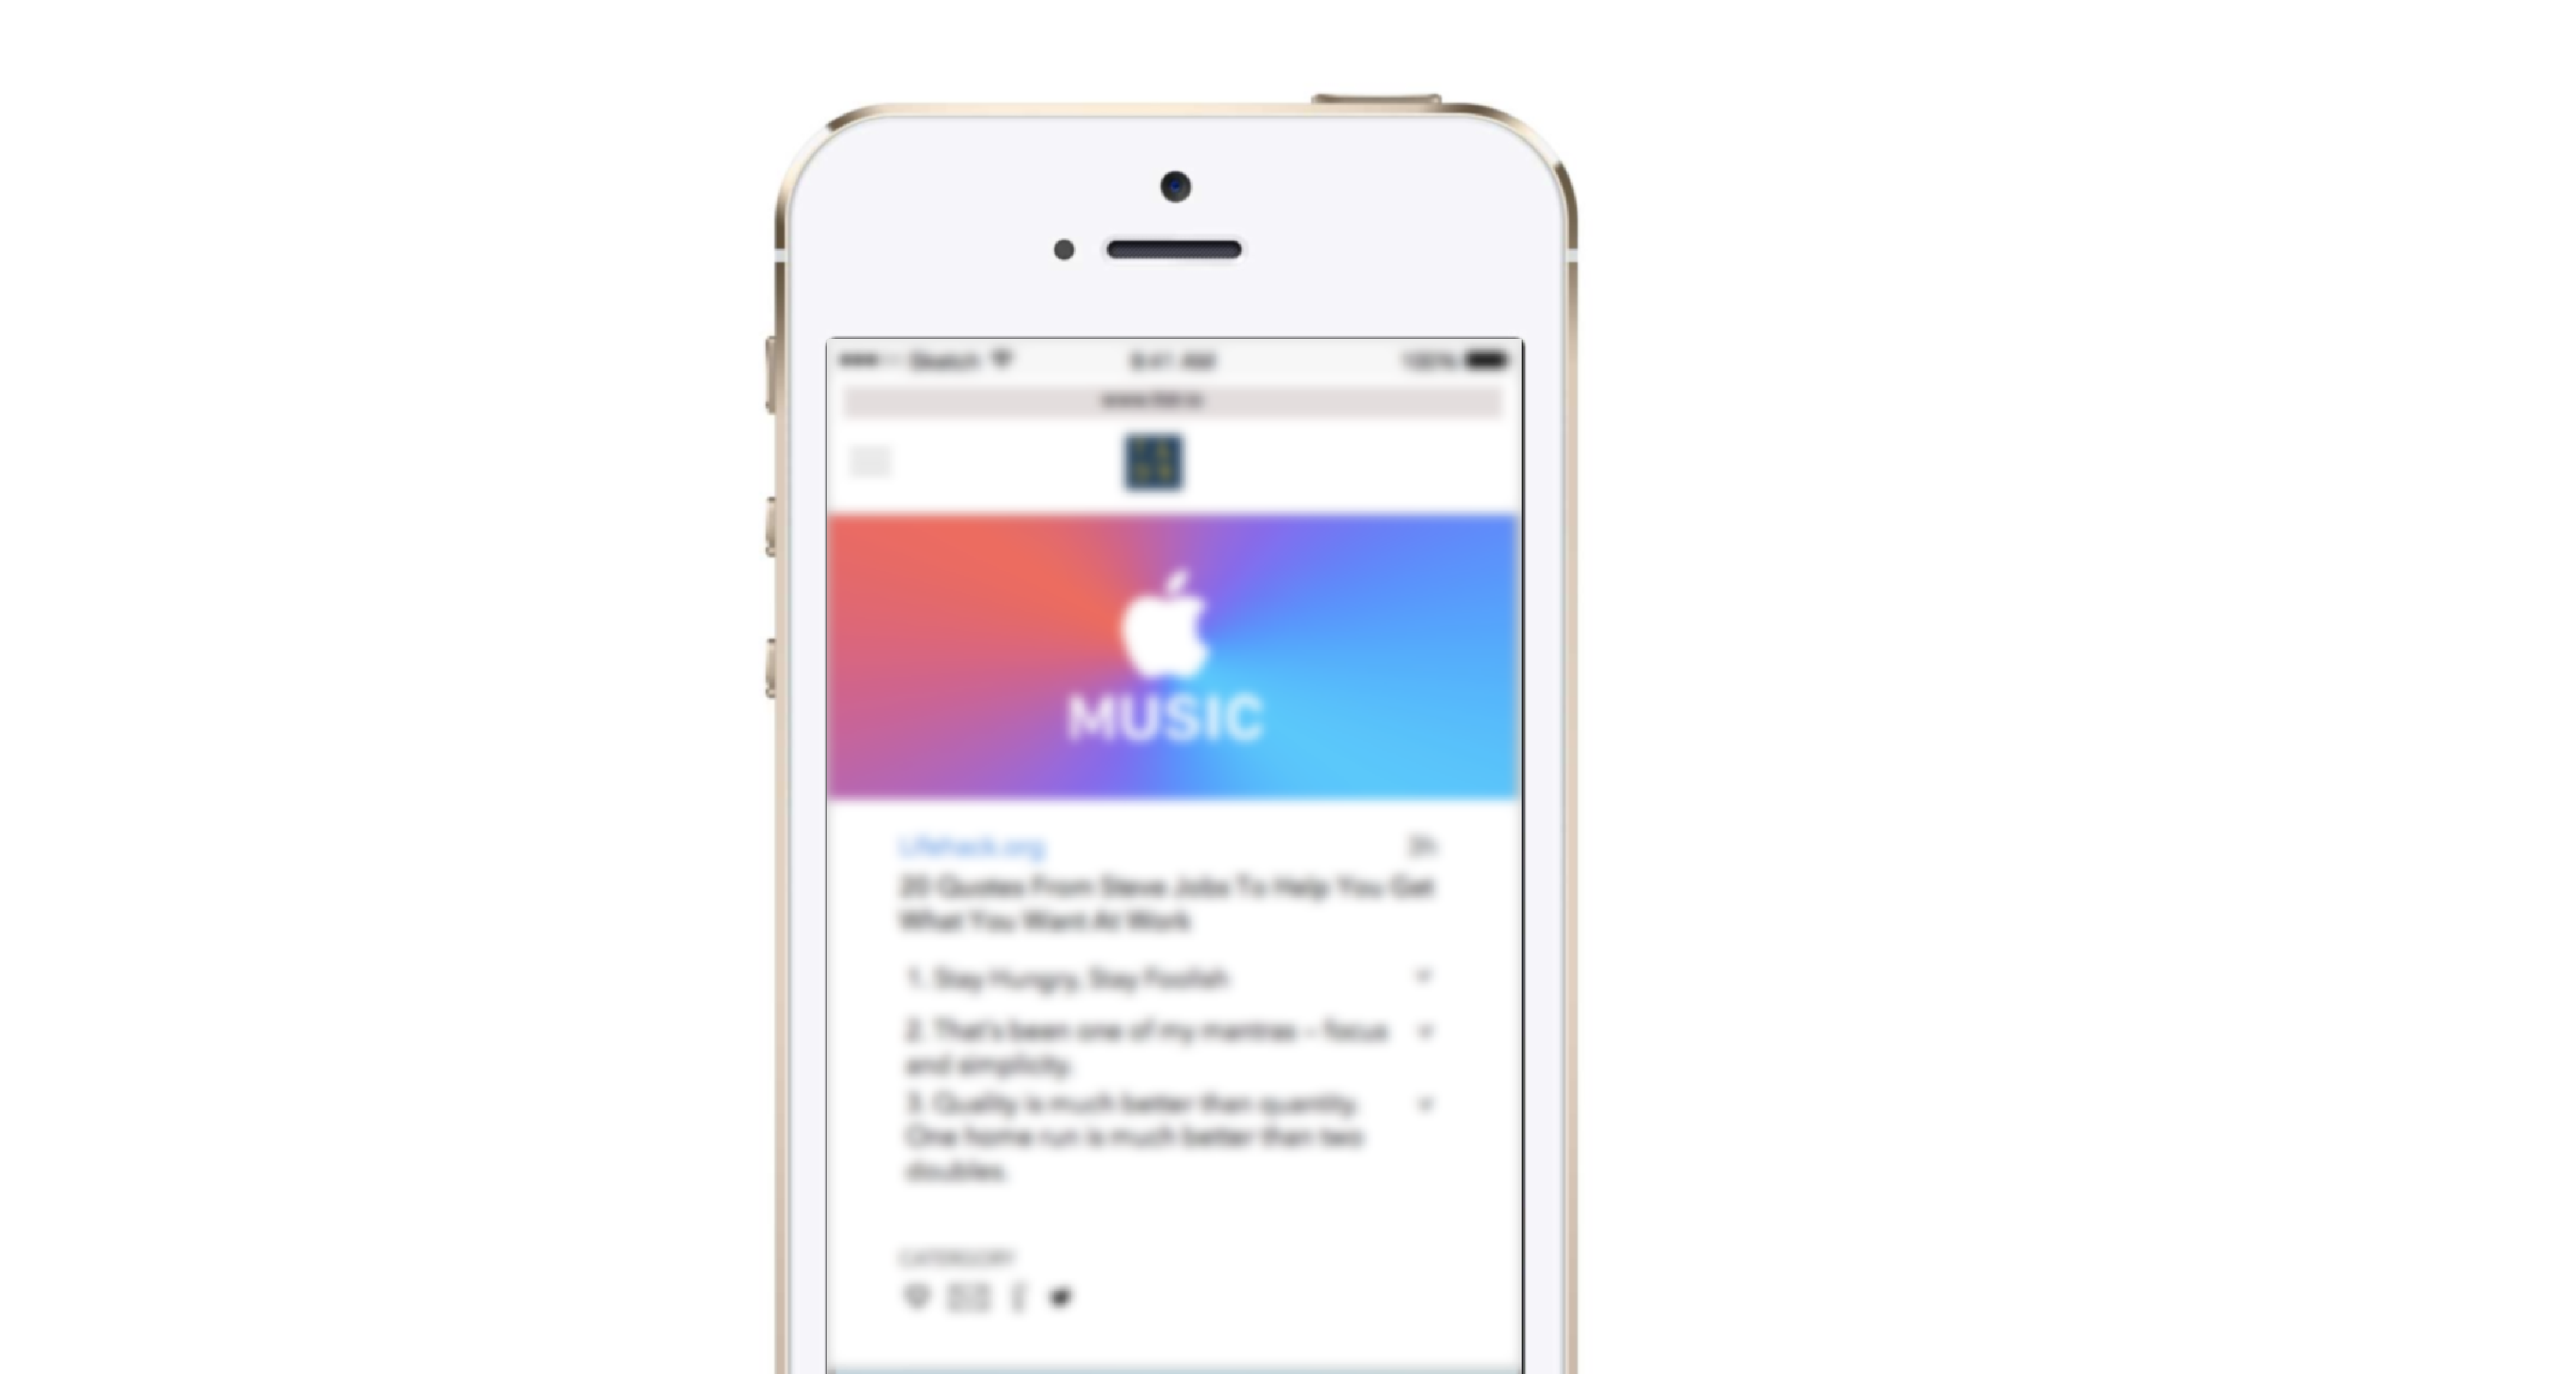 Sketch
9:41 AM
100%
MUSIC
Lifehack.org
3h
20 Quotes From Steve Jobs To Help You Get
What You Want At Work
1. Stay Hungry, Stay Foolish
2. That's been one of my mantras – focus
and simplicity.
3. Quality is much better than quantity.
One home run is much better than two
doubles.